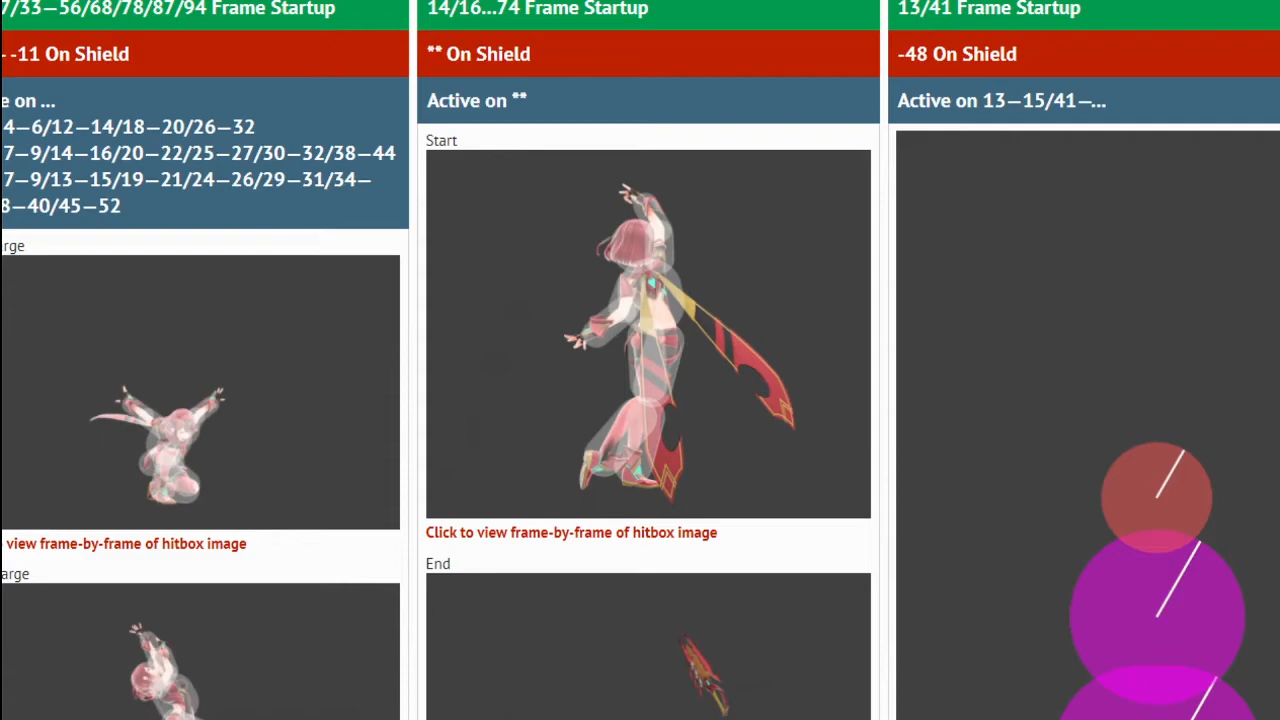 7/33—56/68/78/87/94 Frame Startup
- -11 On Shield
e on ...
4—6/12—14/18—20/26—32
7—9/14—16/20—22/25—27/30—32/38—44
7—9/13—15/19—21/24—26/29—31/34—
8—40/45—52
rge
view frame-by-frame of hitbox image
arge
14/16...74 Frame Startup
** On Shield
Active on **
Start
Click to view frame-by-frame of hitbox image
End
13/41 Frame Startup
-48 On Shield
Active on 13—15/41—...